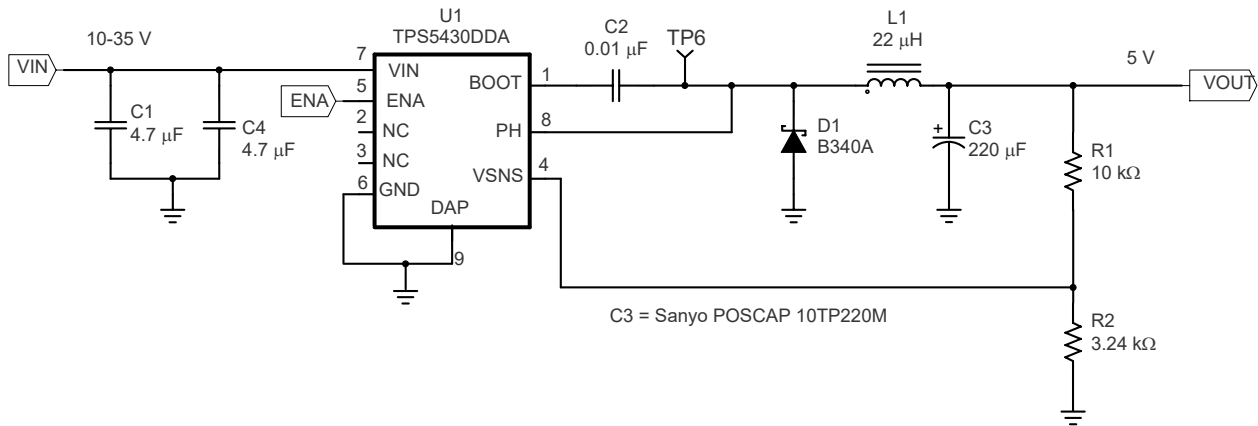 U1
TPS5430DDA
10-35 V
VIN
C1
4.7 μF
C4
4.7 μF
ENA
7
5
2
3
6
VIN
ENA
NC
NC
GND
DAP
9
BOOT
PH
VSNS
1
8
4
C2
0.01 μF
TP6
D1
B340A
L1
22 μH
C3
220 μF
+
5 V
VOUT
R1
10 kΩ
R2
3.24 kΩ
C3 = Sanyo POSCAP 10TP220M